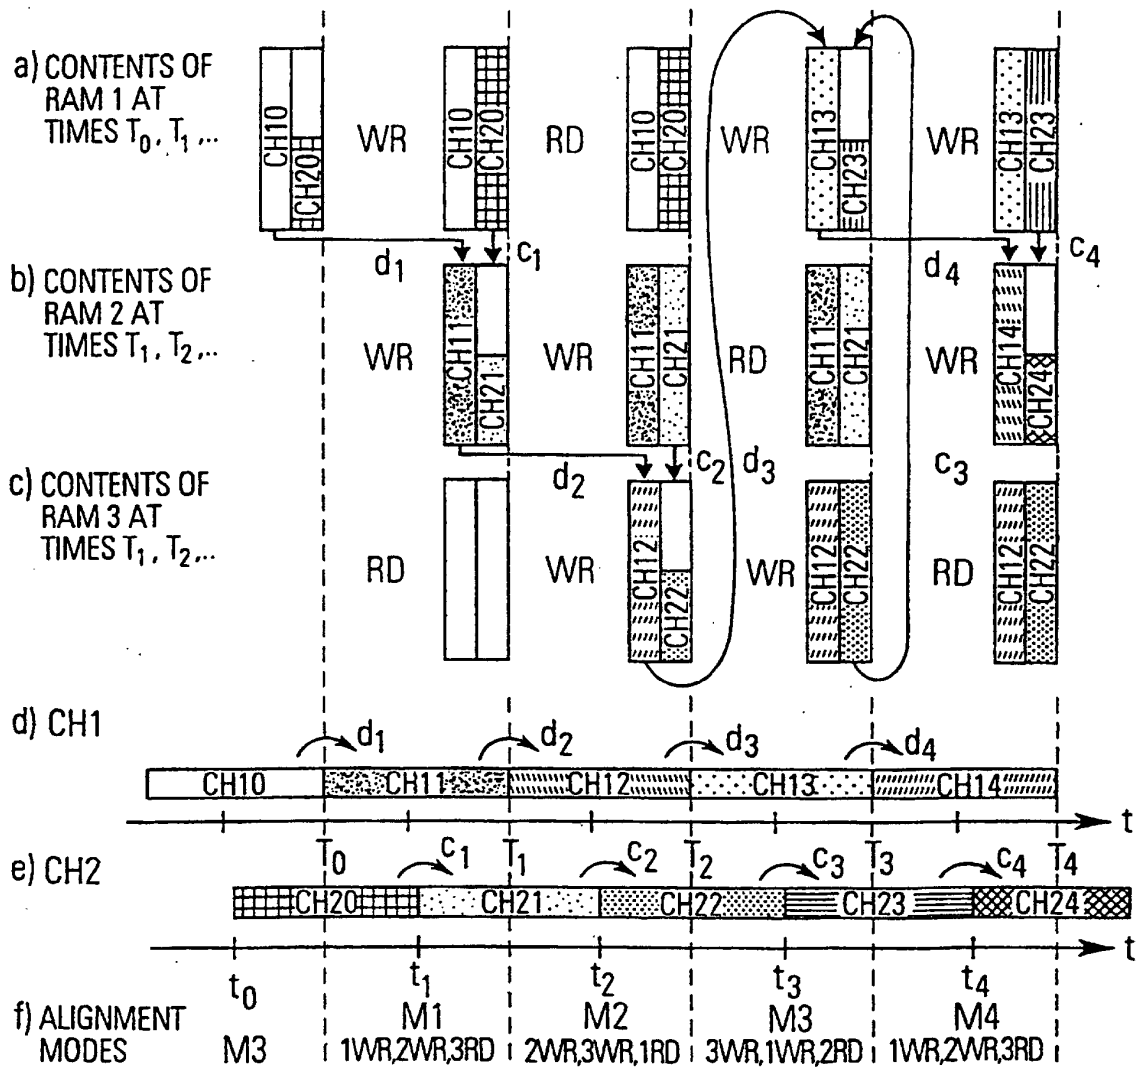 a) CONTENTS OF
RAM 1 AT
TIMES T0, T1,..
CH10
CH20
WR
CH10
CH20
RD
CH10
CH20
WR
CH13
CH23
WR
CH13
CH23
d1
c1
d4
c4
b) CONTENTS OF
RAM 2 AT
TIMES T1, T2,..
WR
CH11
CH21
WR
CH11
CH21
RD
CH11
CH21
WR
CH14
CH24
d2
c2
d3
c3
c) CONTENTS OF
RAM 3 AT
TIMES T1, T2,..
RD
WR
CH12
CH22
WR
CH12
CH22
RD
CH12
CH22
d) CH1
d1
d2
d3
d4
CH10
CH11
CH12
CH13
CH14
t
T0
T1
T2
T3
T4
e) CH2
c1
c2
c3
c4
CH20
CH21
CH22
CH23
CH24
t
t0
t1
t2
t3
t4
f) ALIGNMENT
MODES
M3
M1
1WR,2WR,3RD
M2
2WR,3WR,1RD
M3
3WR,1WR,2RD
M4
1WR,2WR,3RD